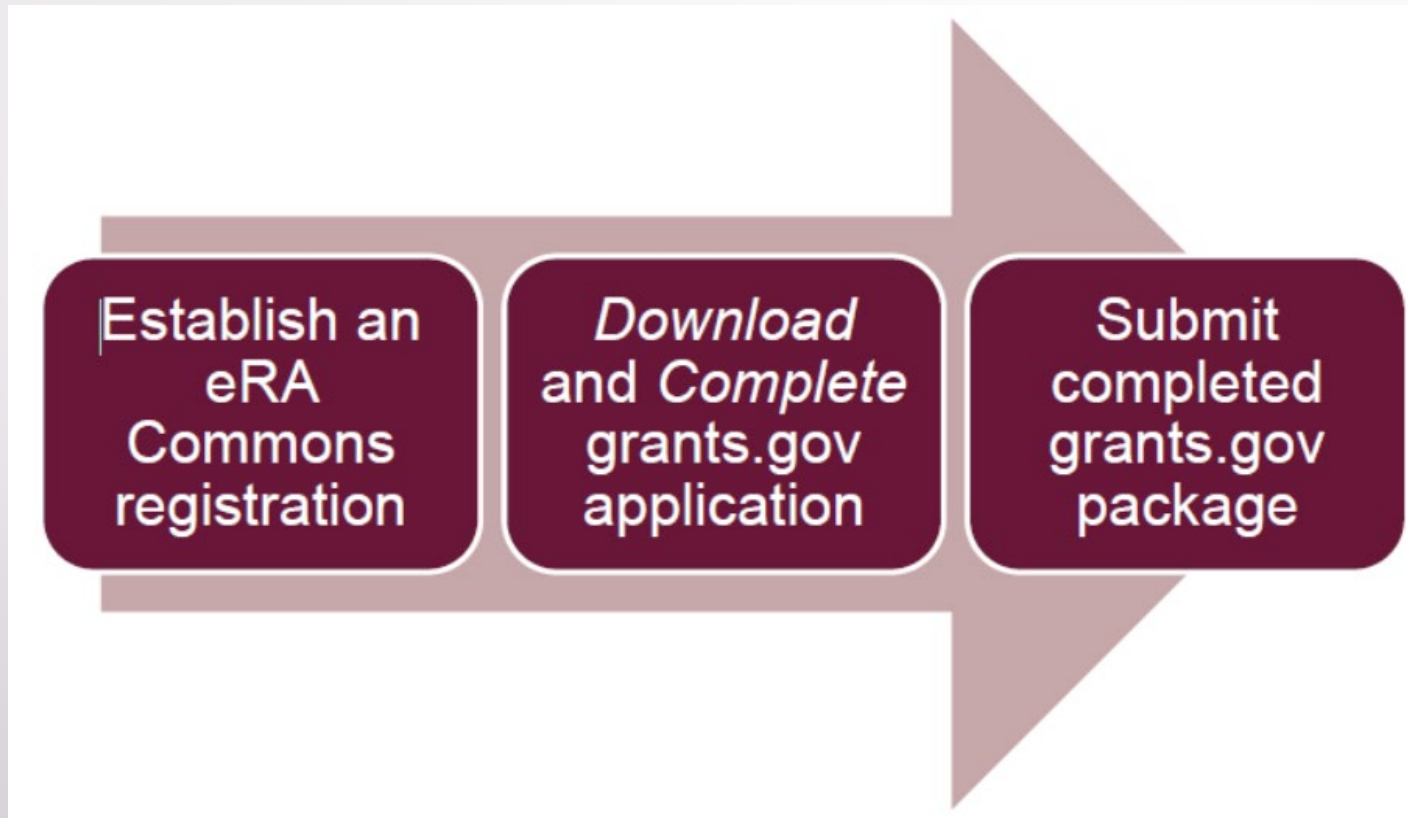 Establish an
eRA
Commons
registration
Download
and Complete
grants.gov
application
Submit
completed
grants.gov
package